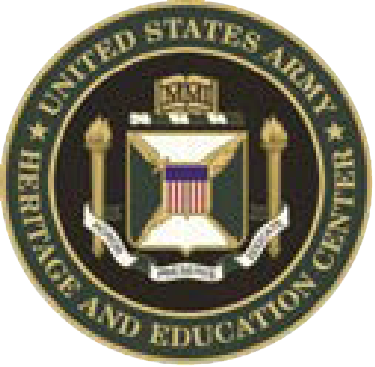 UNITED STATES ARMY
HERITAGE AND EDUCATION CENTER